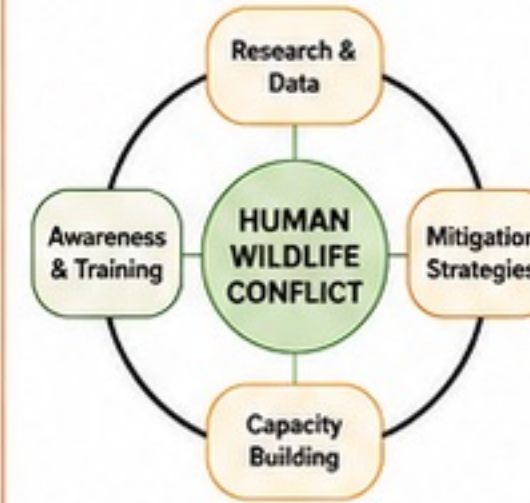 Research &
Data
Awareness
& Training
HUMAN
WILDLIFE
CONFLICT
Mitigation
Strategies
Capacity
Building